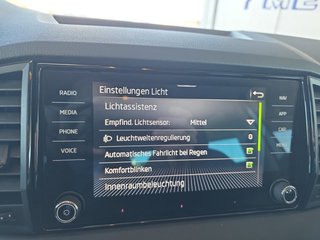 Einstellungen Licht
Lichtassistenz
Empfind. Lichtsensor: Mittel
Leuchtweitenregulierung 0
Automatisches Fahrlicht bei Regen
Komfortblinken
Innenraumbeleuchtung
RADIO
MEDIA
PHONE
VOICE
NAV
APP
CAR